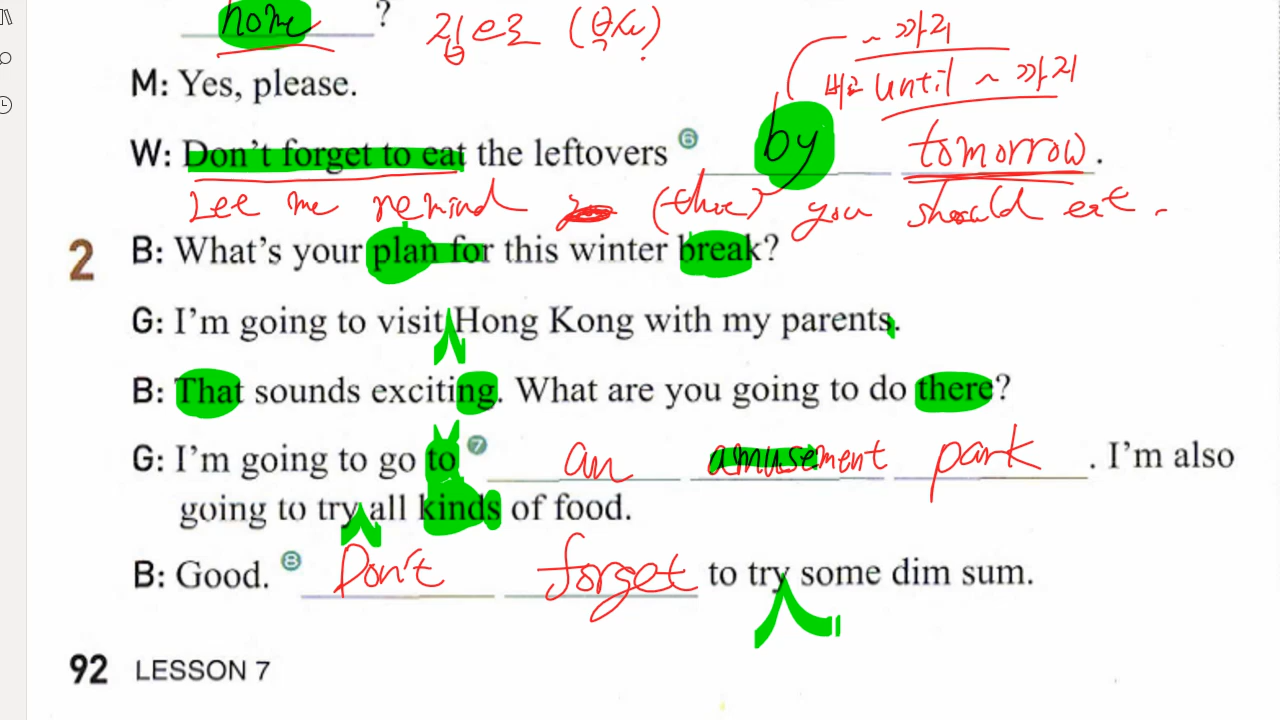 home ? 집으로 (부사)
~ 까지
M: Yes, please. 바로 until ~ 까지
W: Don't forget to eat the leftovers ⑥ by tomorrow.
Let me remind (that) you should eat.
2 B: What's your plan for this winter break?
G: I'm going to visit Hong Kong with my parents.
B: That sounds exciting. What are you going to do there?
G: I'm going to go to ⑦ an amusement park. I'm also
going to try all kinds of food.
B: Good. ⑧ Don't forget to try some dim sum.
92 LESSON 7